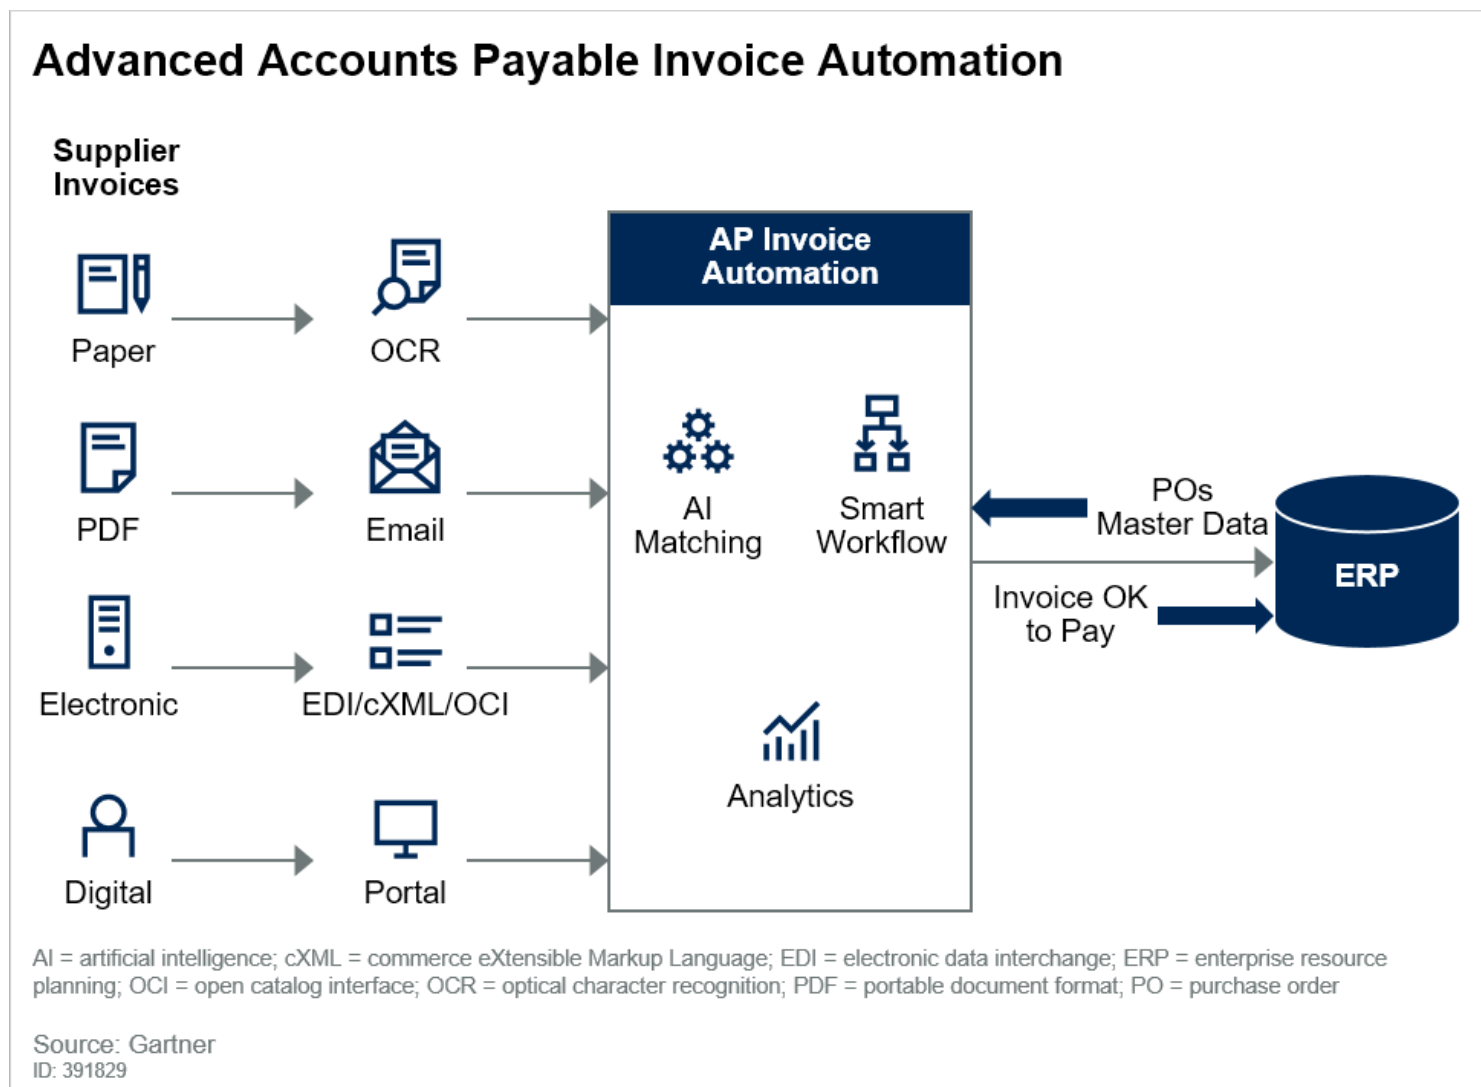 Advanced Accounts Payable Invoice Automation
Supplier
Invoices
AP Invoice
Automation
Paper
OCR
PDF
Email
AI
Matching
Smart
Workflow
POs
Master Data
ERP
Invoice OK
to Pay
Electronic
EDI/cXML/OCI
Analytics
Digital
Portal
AI = artificial intelligence; cXML = commerce eXtensible Markup Language; EDI = electronic data interchange; ERP = enterprise resource
planning; OCI = open catalog interface; OCR = optical character recognition; PDF = portable document format; PO = purchase order
Source: Gartner
ID: 391829